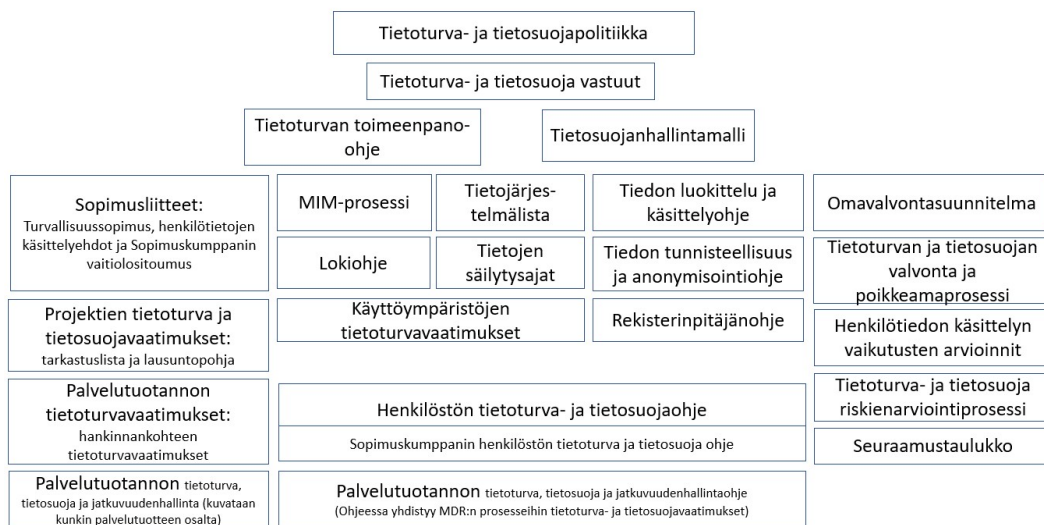 Tietoturva- ja tietosuojapolitiikka
Tietoturva- ja tietosuoja vastuut
Tietoturvan toimeenpano-
ohje
Tietosuojanhallintamalli
Sopimusliitteet:
Turvallisuussopimus, henkilötietojen
käsittelyehdot ja Sopimuskumppanin
vaitiolositoumus
MIM-prosessi
Tietojärjes-
telmälista
Tiedon luokittelu ja
käsittelyohje
Omavalvontasuunnitelma
Lokiohje
Tietojen
säilytysajat
Tiedon tunnisteellisuus
ja anonymisointiohje
Tietoturvan ja tietosuojan
valvonta ja
poikkeamaprosessi
Projektien tietoturva ja
tietosuojavaatimukset:
tarkastuslista ja lausuntopohja
Käyttöympäristöjen
tietoturvavaatimukset
Rekisterinpitäjänohje
Henkilötiedon käsittelyn
vaikutusten arvioinnit
Palvelutuotannon
tietoturvavaatimukset:
hankinnankohteen
tietoturvavaatimukset
Henkilöstön tietoturva- ja tietosuojaohje
Sopimuskumppanin henkilöstön tietoturva ja tietosuoja ohje
Tietoturva- ja tietosuoja
riskienarviointiprosessi
Seuraamustaulukko
Palvelutuotannon tietoturva,
tietosuoja ja jatkuvuudenhallinta (kuvataan
kunkin palvelutuotteen osalta)
Palvelutuotannon tietoturva, tietosuoja ja jatkuvuudenhallintaohje
(Ohjeessa yhdistyy MDR:n prosesseihin tietoturva- ja tietosuojavaatimukset)